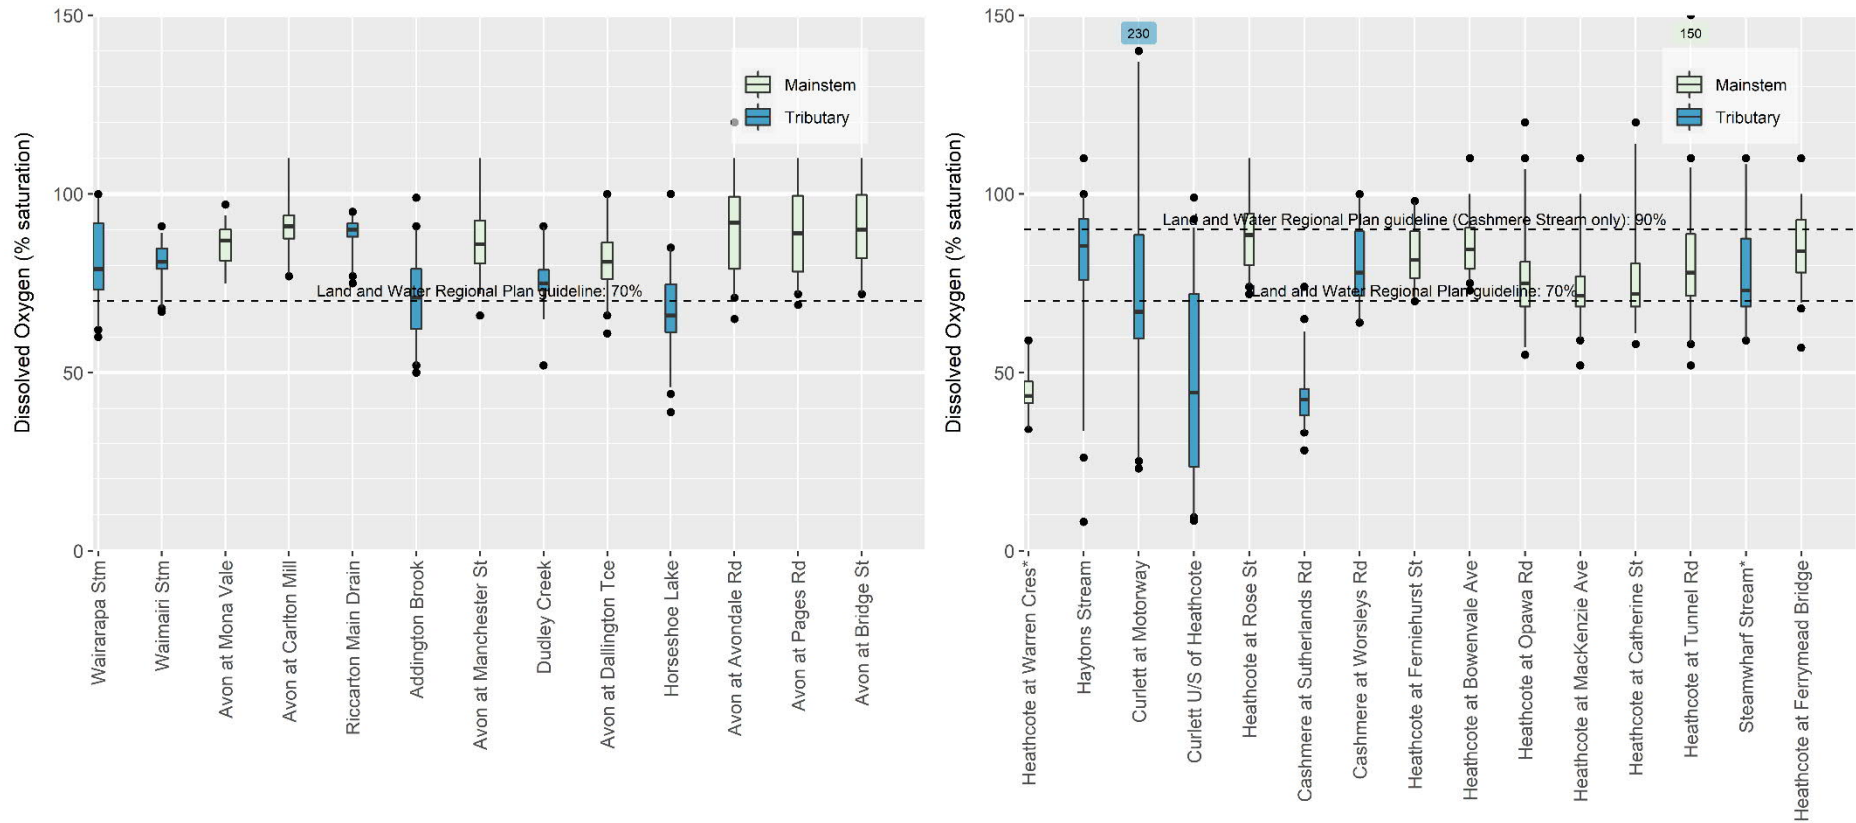 Dissolved Oxygen (% saturation)
150
100
50
0
Mainstem
Tributary
Land and Water Regional Plan guideline: 70%
Wairarapa Stm
Waimairi Stm
Avon at Mona Vale
Avon at Carlton Mill
Riccarton Main Drain
Addington Brook
Avon at Manchester St
Dudley Creek
Avon at Dallington Tce
Horseshoe Lake
Avon at Avondale Rd
Avon at Pages Rd
Avon at Bridge St
Dissolved Oxygen (% saturation)
150
100
50
0
230
150
Mainstem
Tributary
Land and Water Regional Plan guideline (Cashmere Stream only): 90%
Land and Water Regional Plan guideline: 70%
Heathcote at Warren Cres*
Haytons Stream
Curlett at Motorway
Curlett U/S of Heathcote
Heathcote at Rose St
Cashmere at Sutherlands Rd
Cashmere at Worsleys Rd
Heathcote at Ferniehurst St
Heathcote at Bowenvale Ave
Heathcote at Opawa Rd
Heathcote at MacKenzie Ave
Heathcote at Catherine St
Heathcote at Tunnel Rd
Steamwharf Stream*
Heathcote at Ferrymead Bridge